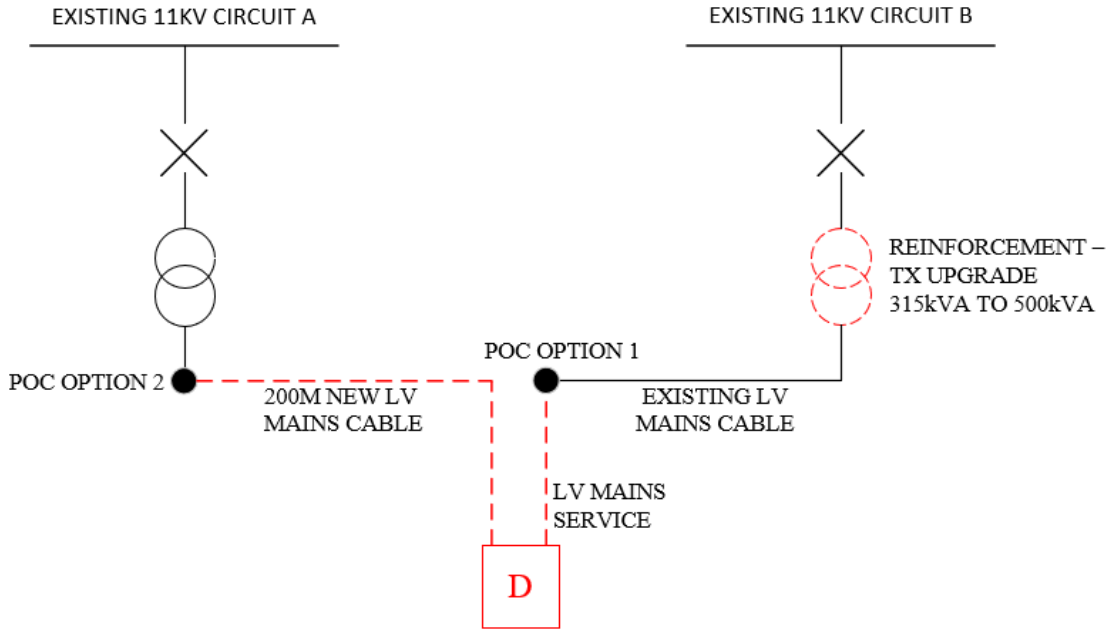 EXISTING 11KV CIRCUIT A
EXISTING 11KV CIRCUIT B
REINFORCEMENT –
TX UPGRADE
315kVA TO 500kVA
POC OPTION 2
200M NEW LV
MAINS CABLE
POC OPTION 1
EXISTING LV
MAINS CABLE
LV MAINS
SERVICE
D